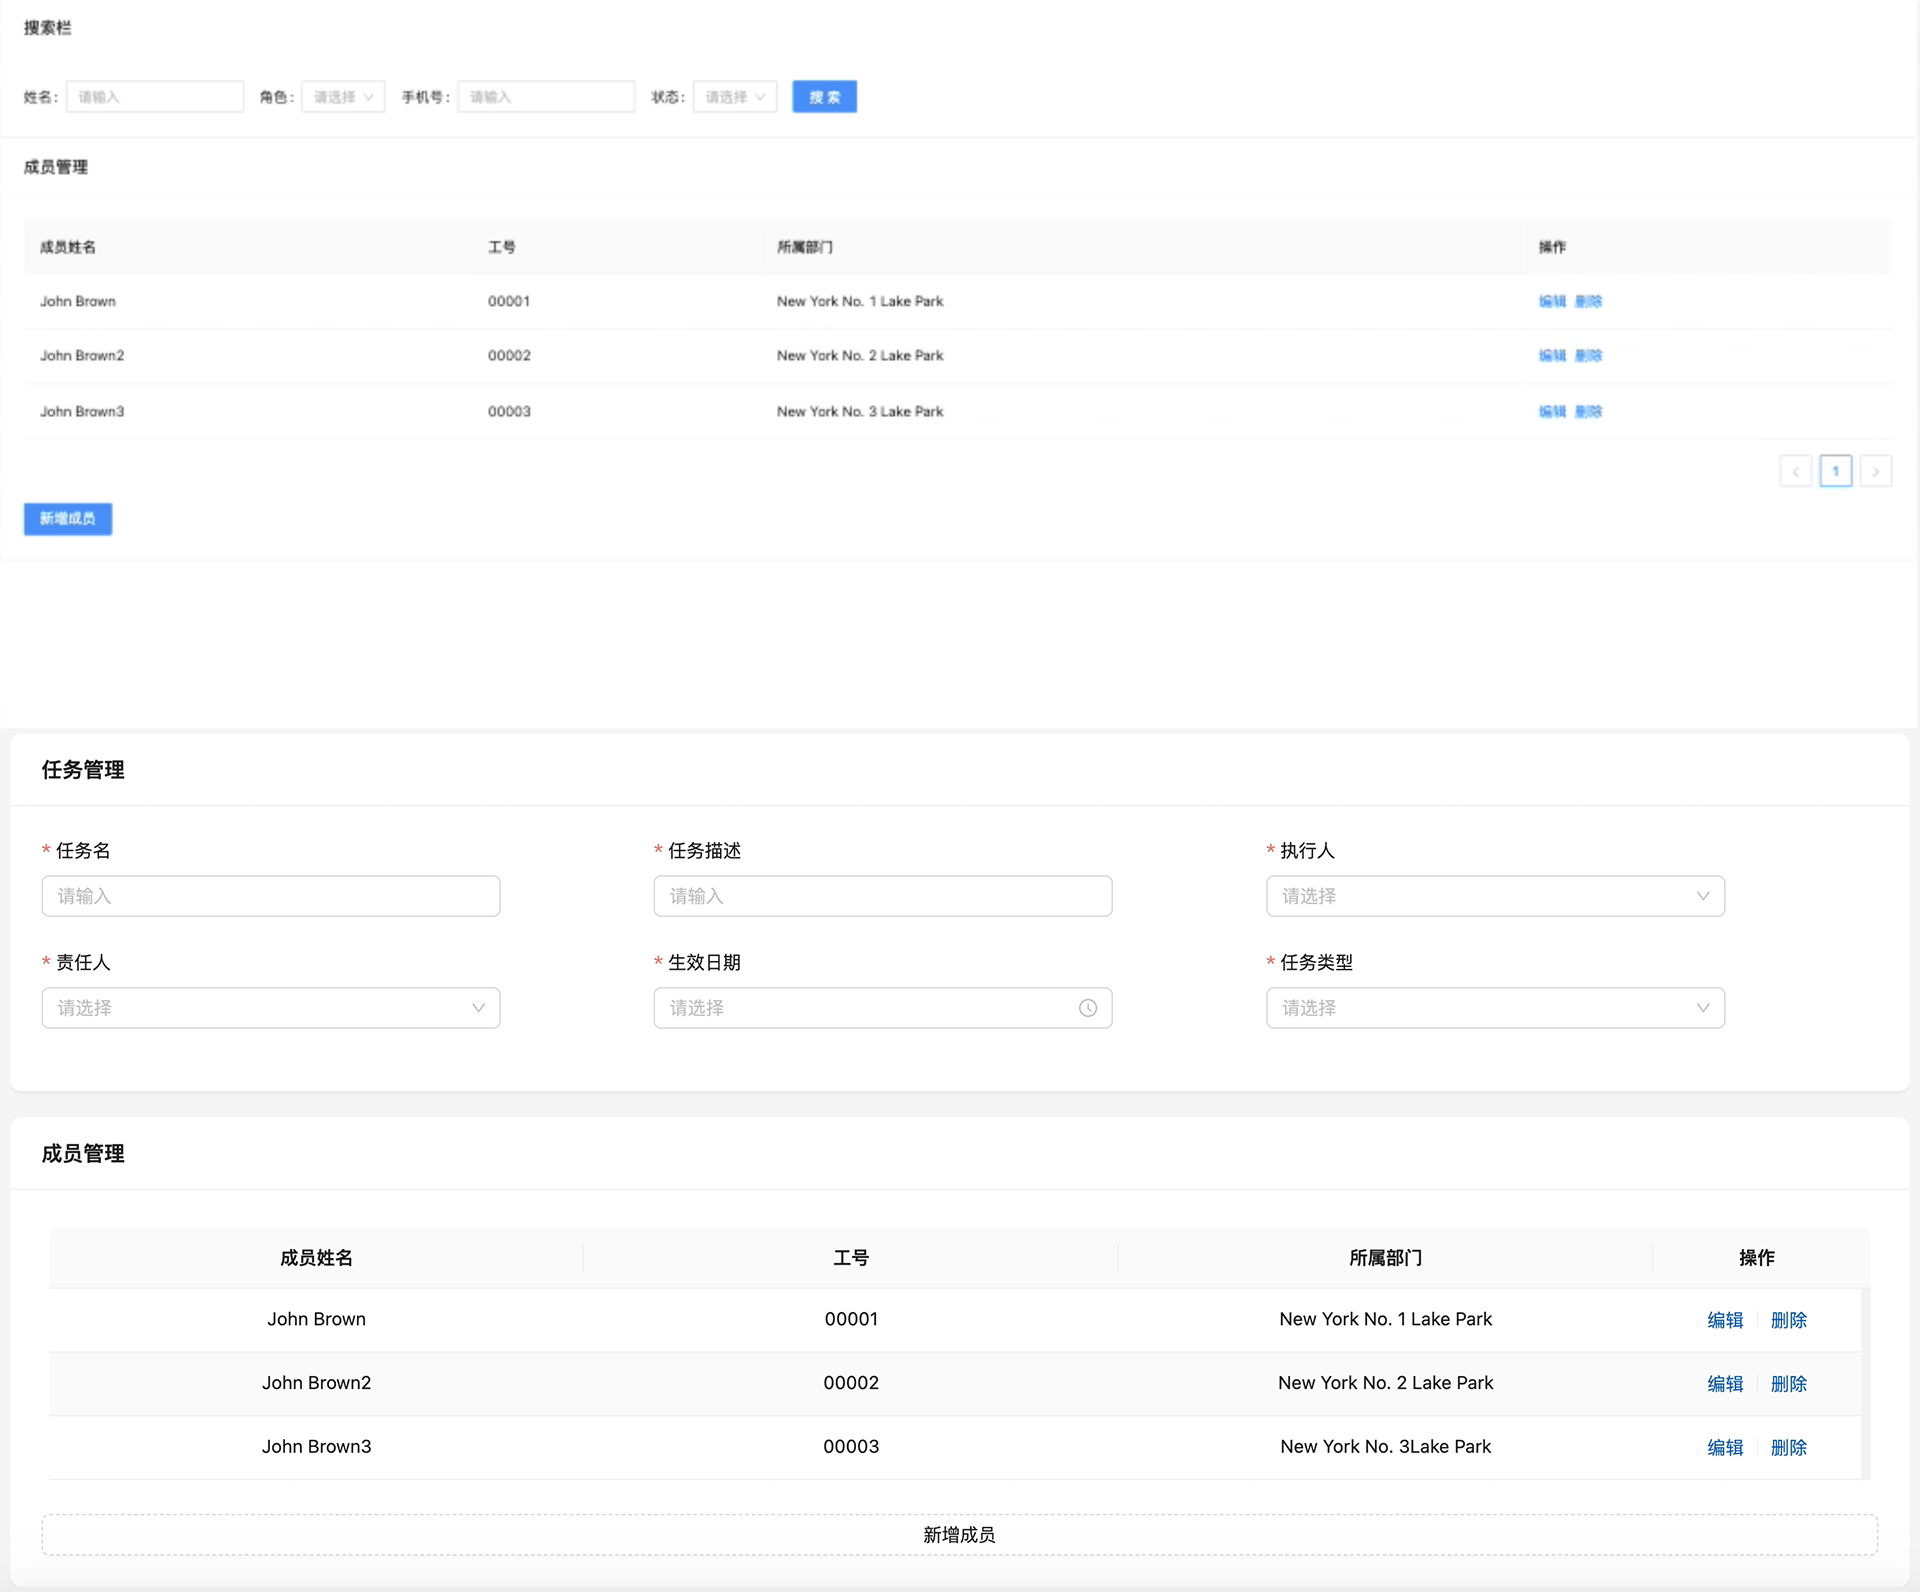 搜索栏
姓名: 请输入 角色: 请选择 手机号: 请输入 状态: 请选择 搜索
成员管理
成员姓名 工号 所属部门 操作
John Brown 00001 New York No. 1 Lake Park 编辑 删除
John Brown2 00002 New York No. 2 Lake Park 编辑 删除
John Brown3 00003 New York No. 3 Lake Park 编辑 删除
< 1 >
新增成员
任务管理
* 任务名 * 任务描述 * 执行人
请输入 请输入 请选择
* 责任人 * 生效日期 * 任务类型
请选择 请选择 请选择
成员管理
成员姓名 工号 所属部门 操作
John Brown 00001 New York No. 1 Lake Park 编辑 删除
John Brown2 00002 New York No. 2 Lake Park 编辑 删除
John Brown3 00003 New York No. 3Lake Park 编辑 删除
新增成员